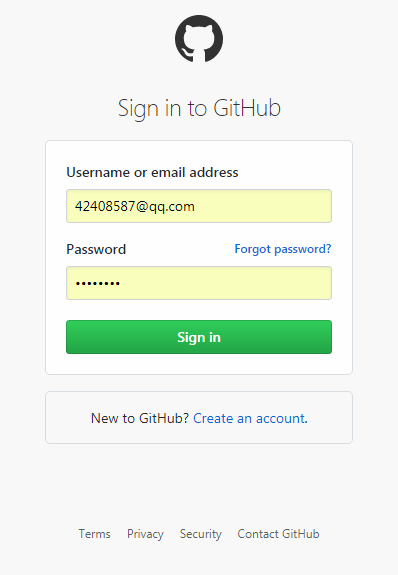 Sign in to GitHub
Username or email address
42408587@qq.com
Password Forgot password?
••••••••
Sign in
New to GitHub? Create an account.
Terms Privacy Security Contact GitHub